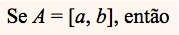 Se A = [a, b], então